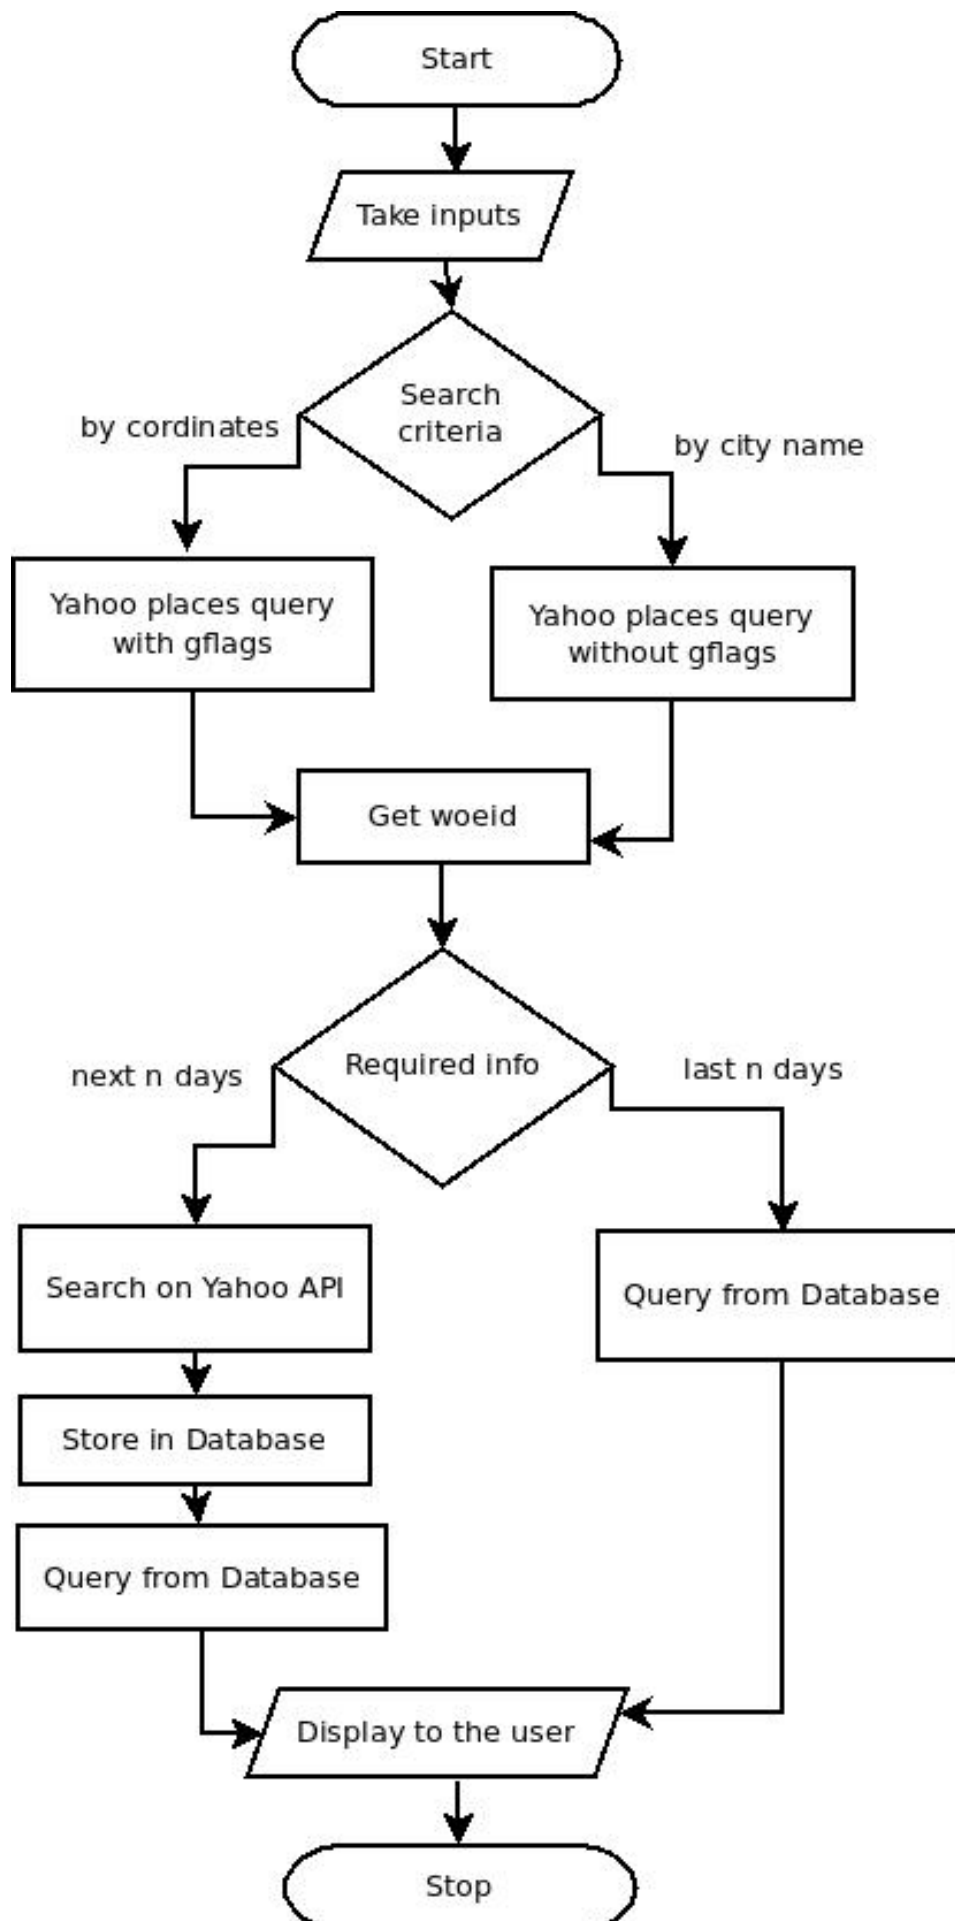 Start
Take inputs
Search
criteria
by cordinates
by city name
Yahoo places query
with gflags
Yahoo places query
without gflags
Get woeid
Required info
next n days
last n days
Search on Yahoo API
Query from Database
Store in Database
Query from Database
Display to the user
Stop